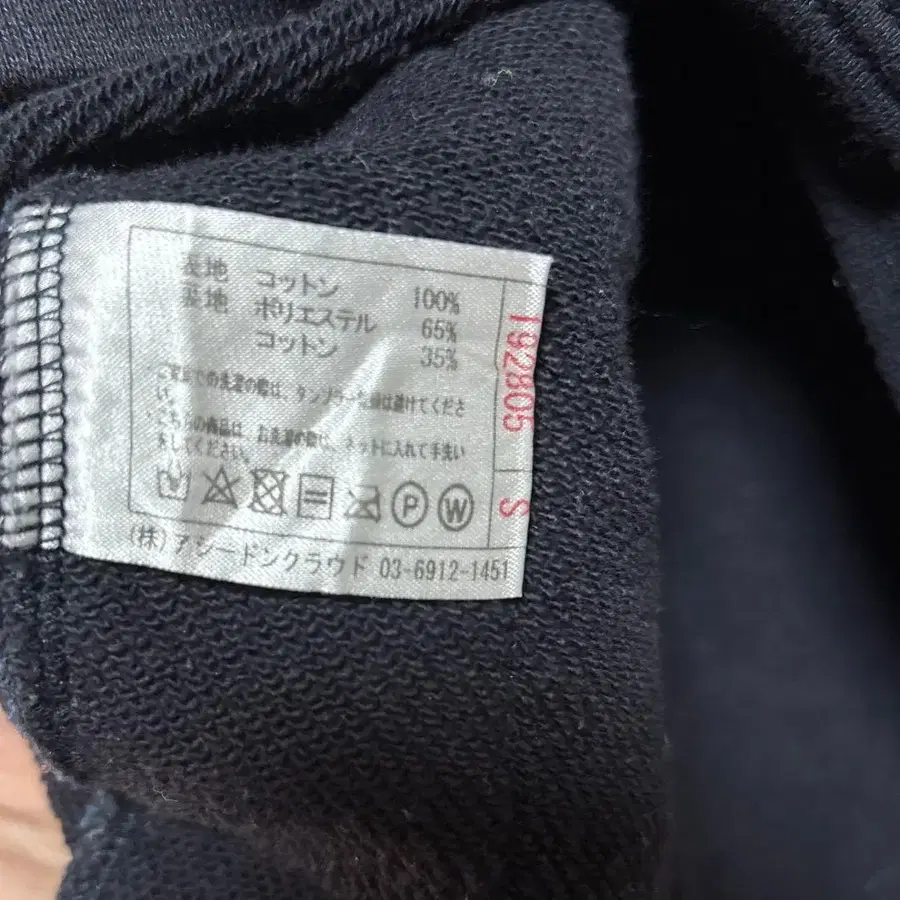 表地 コットン 100%
基地 ポリエステル 65%
コットン 35%
ご家庭での洗濯の際は、タンブラー乾燥は避けてくださ
い。
こちらの商品は、お洗濯の際は、ネットに入れて手洗い
をしてください。
P W
(株)アシードンクラウド 03-6912-1451
192805 S